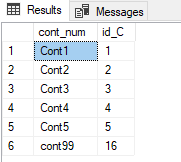 Results Messages
cont_num id_C
1 Cont1 1
2 Cont2 2
3 Cont3 3
4 Cont4 4
5 Cont5 5
6 cont99 16